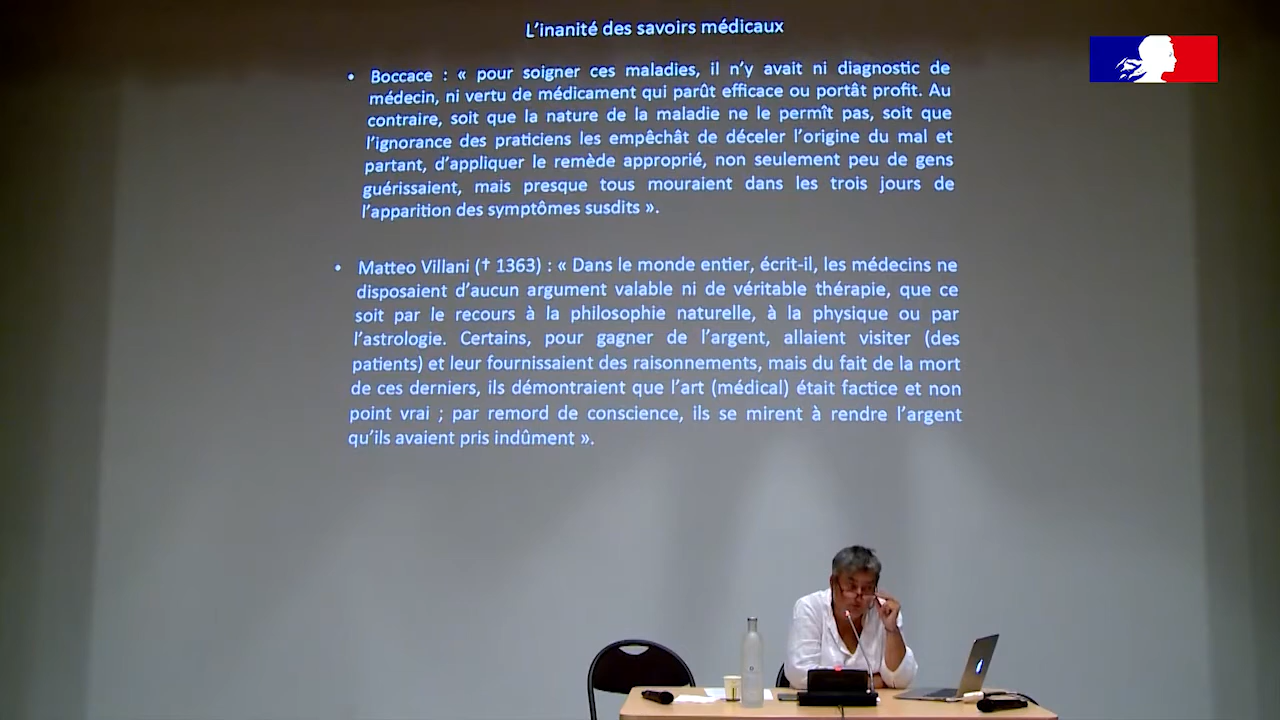 L'inanité des savoirs médicaux
• Boccace : « pour soigner ces maladies, il n'y avait ni diagnostic de
médecin, ni vertu de médicament qui parût efficace ou portât profit. Au
contraire, soit que la nature de la maladie ne le permît pas, soit que
l'ignorance des praticiens les empêchât de déceler l'origine du mal et
partant, d'appliquer le remède approprié, non seulement peu de gens
guérissaient, mais presque tous mouraient dans les trois jours de
l'apparition des symptômes susdits ».
• Matteo Villani († 1363) : « Dans le monde entier, écrit-il, les médecins ne
disposaient d'aucun argument valable ni de véritable thérapie, que ce
soit par le recours à la philosophie naturelle, à la physique ou par
l'astrologie. Certains, pour gagner de l'argent, allaient visiter (des
patients) et leur fournissaient des raisonnements, mais du fait de la mort
de ces derniers, ils démontraient que l'art (médical) était factice et non
point vrai ; par remord de conscience, ils se mirent à rendre l'argent
qu'ils avaient pris indûment ».